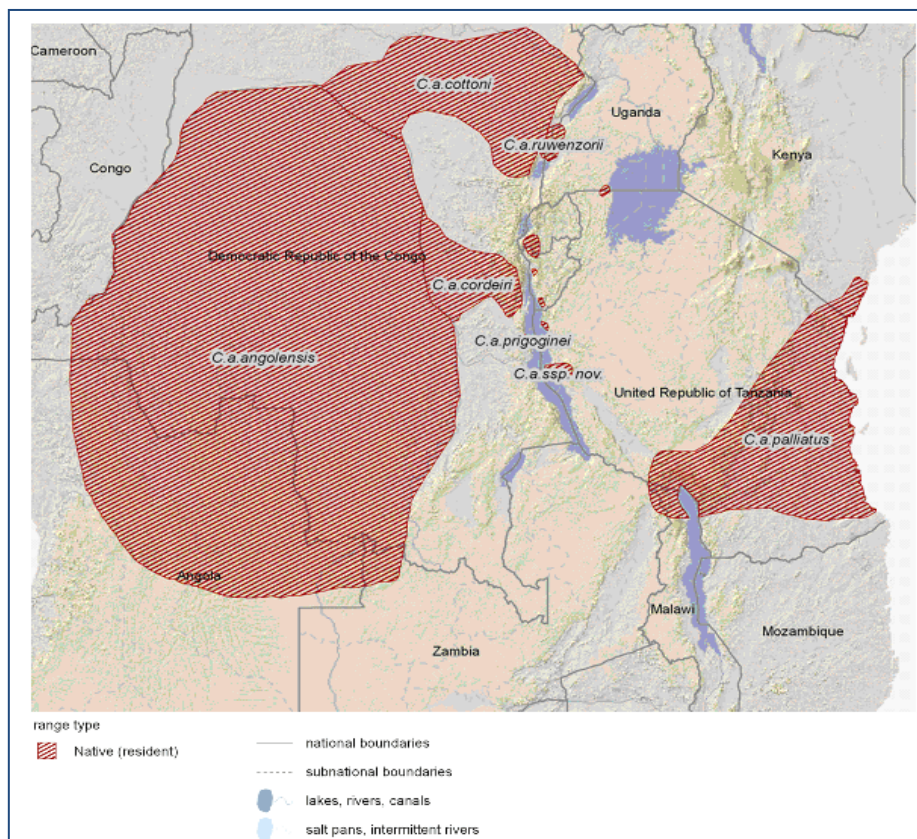 Cameroon
C.a.cottoni
Uganda
C.a.ruwenzorii
Congo
Kenya
Democratic Republic of the Congo
C.a.cordeiri
C.a.prigoginei
C.a.angolensis
C.a.ssp. nov.
United Republic of Tanzania
C.a.palliatus
Angola
Malawi
Mozambique
Zambia
range type
Native (resident)
national boundaries
subnational boundaries
lakes, rivers, canals
salt pans, intermittent rivers